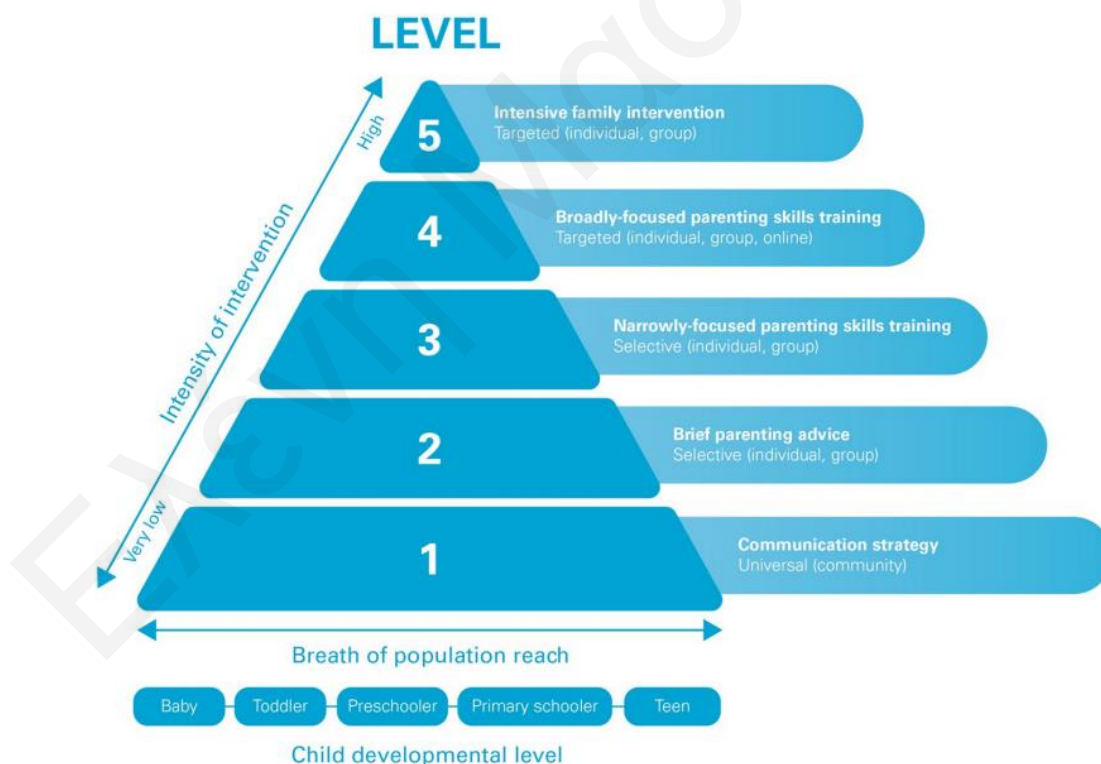 LEVEL
5
Intensive family intervention
Targeted (individual, group)
4
Broadly-focused parenting skills training
Targeted (individual, group, online)
3
Narrowly-focused parenting skills training
Selective (individual, group)
2
Brief parenting advice
Selective (individual, group)
1
Communication strategy
Universal (community)
High
Intensity of intervention
Very low
Breath of population reach
Baby
Toddler
Preschooler
Primary schooler
Teen
Child developmental level
Ελενη